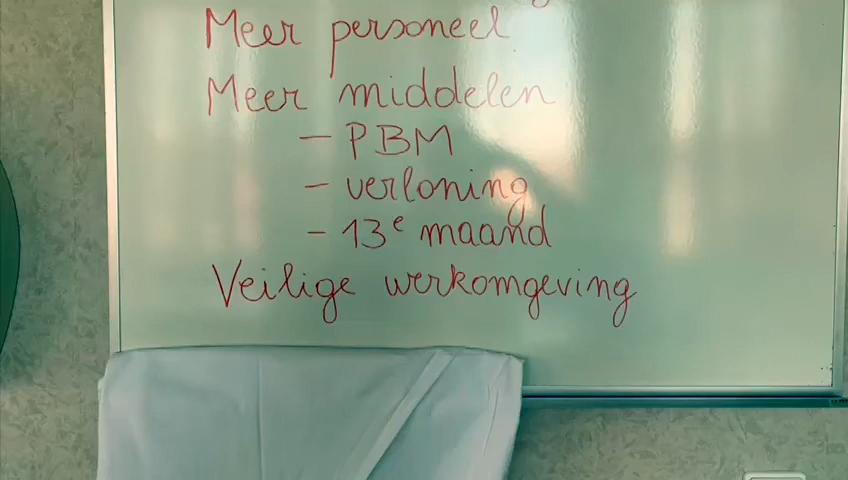 Meer personeel
Meer middelen
- PBM
- verloning
- 13e maand
Veilige werkomgeving